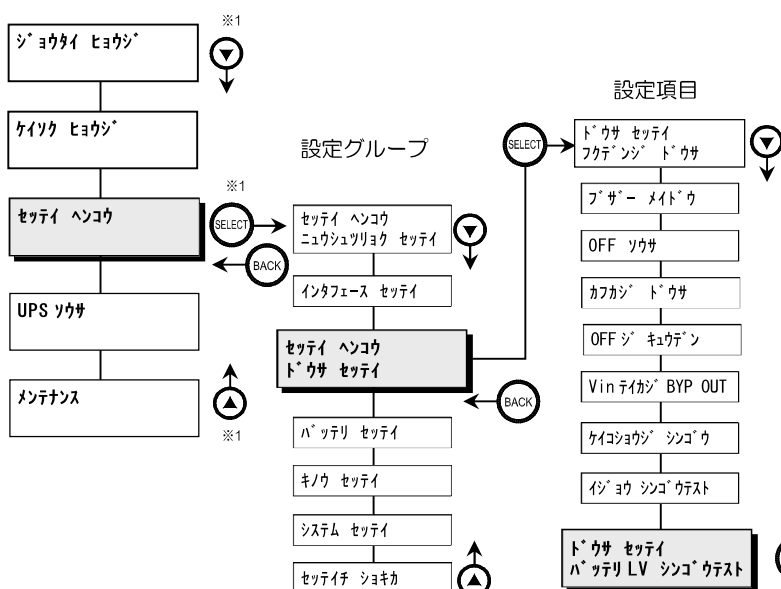 ※1
ｼﾞｮｳﾀｲ ﾋｮｳｼﾞ
ｹｲｿｸ ﾋｮｳｼﾞ
ｾｯﾃｲ ﾍﾝｺｳ
UPS ｿｳｻ
ﾒﾝﾃﾅﾝｽ
※1
※1
SELECT
BACK
設定グループ
ｾｯﾃｲ ﾍﾝｺｳ
ﾆｭｳｼｭﾂﾘｮｸ ｾｯﾃｲ
ｲﾝﾀﾌｪｰｽ ｾｯﾃｲ
ｾｯﾃｲ ﾍﾝｺｳ
ﾄﾞｳｻ ｾｯﾃｲ
ﾊﾞｯﾃﾘ ｾｯﾃｲ
ｷﾉｳ ｾｯﾃｲ
ｼｽﾃﾑ ｾｯﾃｲ
ｾｯﾃｲﾁ ｼｮｷｶ
SELECT
BACK
設定項目
ﾄﾞｳｻ ｾｯﾃｲ
ﾌｸﾃﾞﾝｼﾞ ﾄﾞｳｻ
ﾌﾞｻﾞｰ ﾒｲﾄﾞｳ
OFF ｿｳｻ
ｶﾌｶｼﾞ ﾄﾞｳｻ
OFFｼﾞ ｷｭｳﾃﾞﾝ
Vinﾃｲｶｼﾞ BYP OUT
ｹｲｺｼｮｳｼﾞ ｼﾝｺﾞｳ
ｲｼﾞｮｳ ｼﾝｺﾞｳﾃｽﾄ
ﾄﾞｳｻ ｾｯﾃｲ
ﾊﾞｯﾃﾘLV ｼﾝｺﾞｳﾃｽﾄ